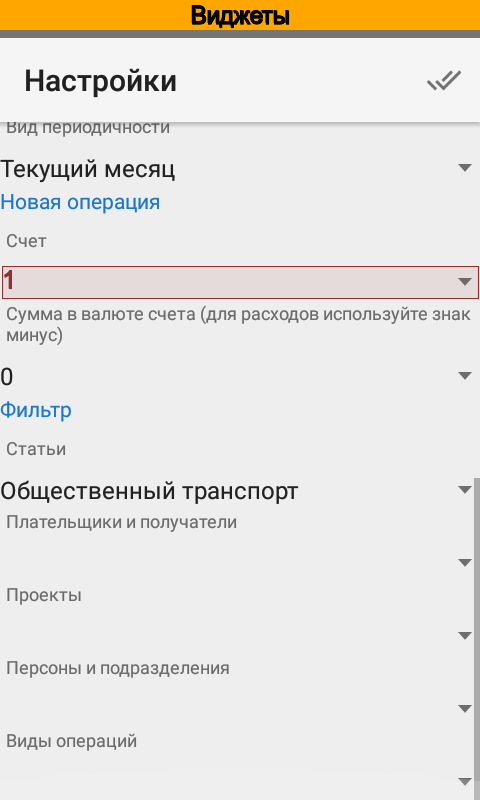 Виджеты
Настройки
Вид периодичности
Текущий месяц
Новая операция
Счет
1
Сумма в валюте счета (для расходов используйте знак
минус)
0
Фильтр
Статьи
Общественный транспорт
Плательщики и получатели
Проекты
Персоны и подразделения
Виды операций